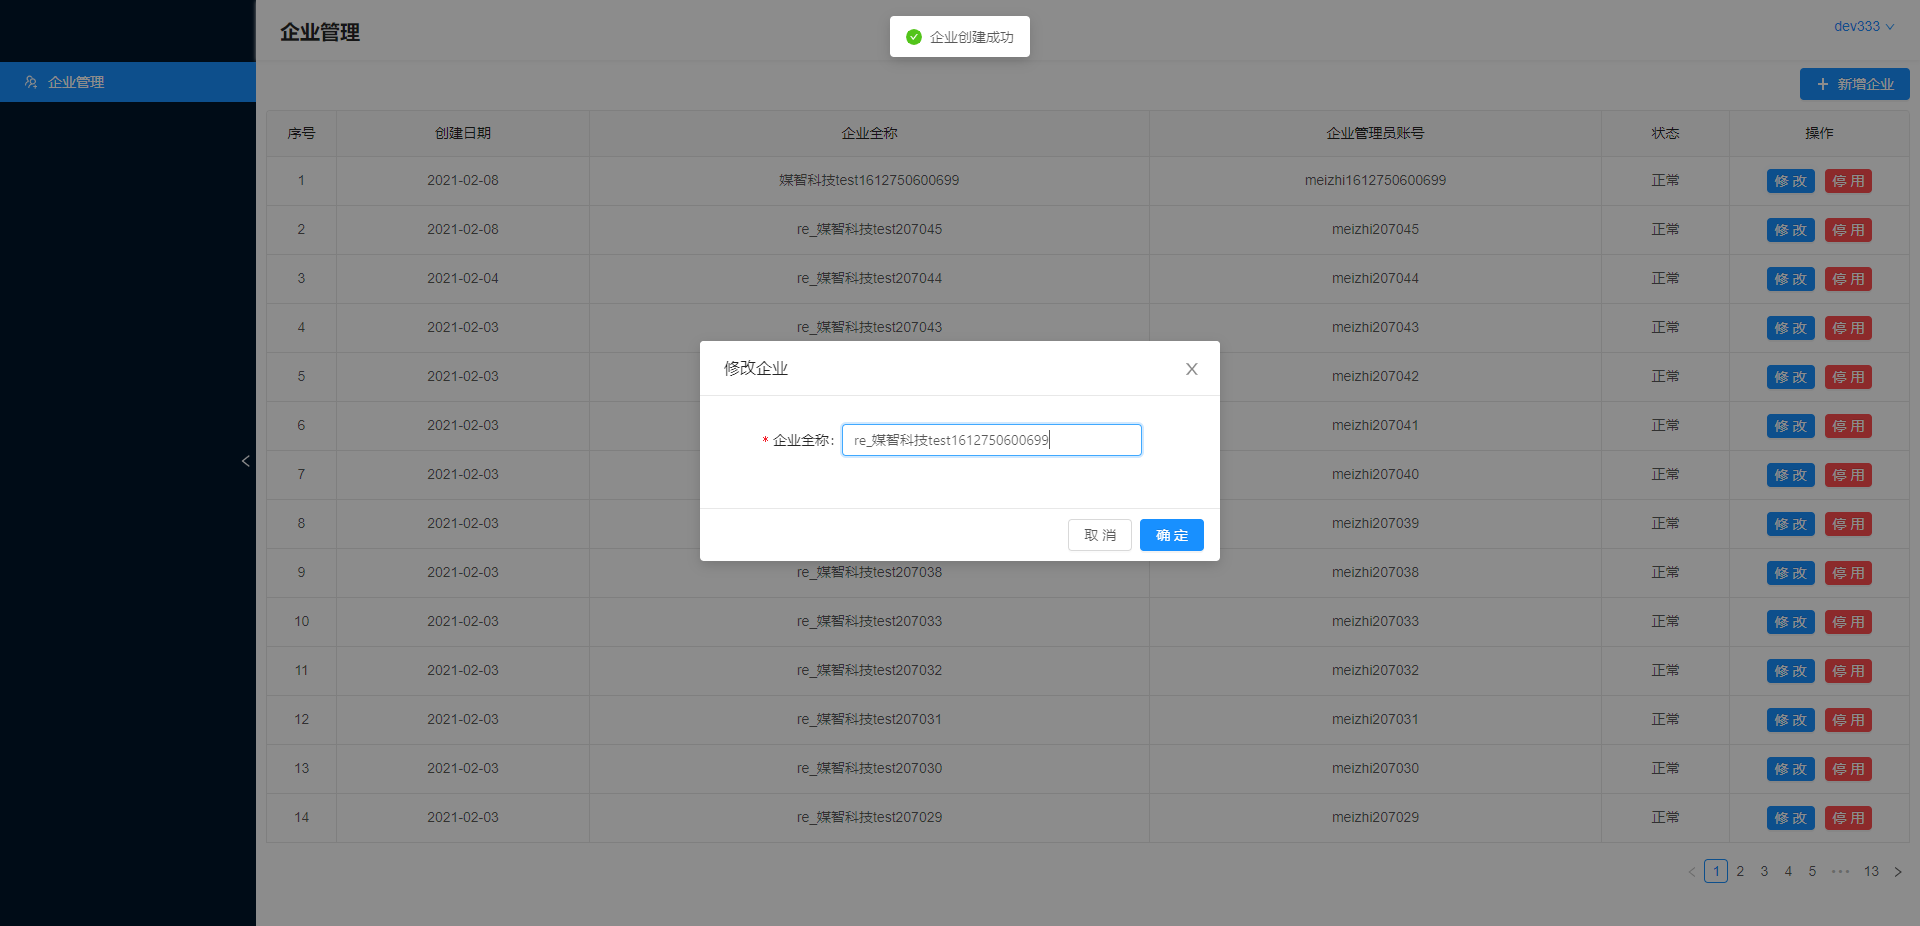 企业管理
企业创建成功
dev333
企业管理
新增企业
序号 创建日期 企业全称 企业管理员账号 状态 操作
1 2021-02-08 媒智科技test1612750600699 meizhi1612750600699 正常 修 改 停 用
2 2021-02-08 re_媒智科技test207045 meizhi207045 正常 修 改 停 用
3 2021-02-04 re_媒智科技test207044 meizhi207044 正常 修 改 停 用
4 2021-02-03 re_媒智科技test207043 meizhi207043 正常 修 改 停 用
修改企业
5 2021-02-03 meizhi207042 正常 修 改 停 用
6 2021-02-03 meizhi207041 正常 修 改 停 用
* 企业全称: re_媒智科技test1612750600699
7 2021-02-03 meizhi207040 正常 修 改 停 用
8 2021-02-03 meizhi207039 正常 修 改 停 用
取 消 确 定
9 2021-02-03 re_媒智科技test207038 meizhi207038 正常 修 改 停 用
10 2021-02-03 re_媒智科技test207033 meizhi207033 正常 修 改 停 用
11 2021-02-03 re_媒智科技test207032 meizhi207032 正常 修 改 停 用
12 2021-02-03 re_媒智科技test207031 meizhi207031 正常 修 改 停 用
13 2021-02-03 re_媒智科技test207030 meizhi207030 正常 修 改 停 用
14 2021-02-03 re_媒智科技test207029 meizhi207029 正常 修 改 停 用
1 2 3 4 5 ••• 13